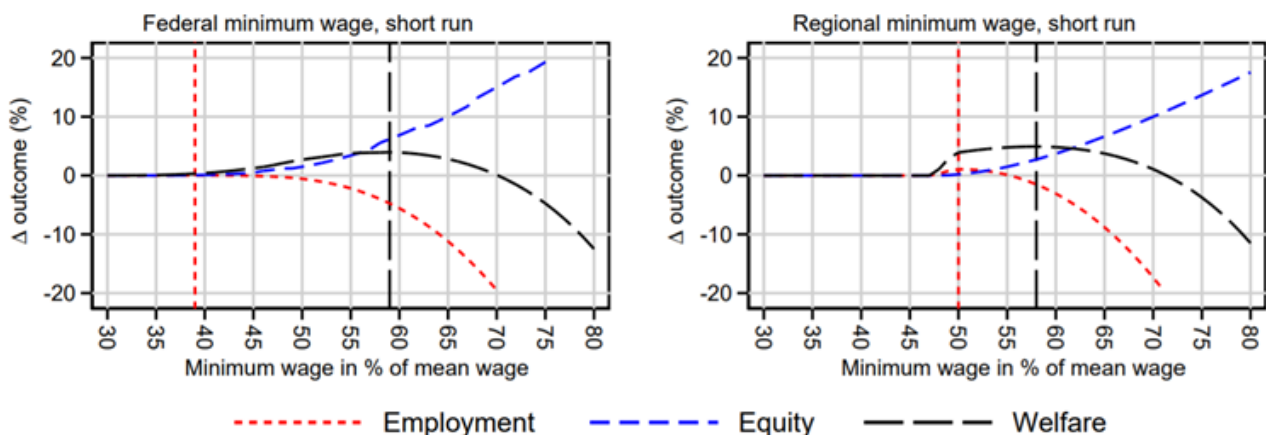 Federal minimum wage, short run
Regional minimum wage, short run
Δ outcome (%)
20
10
0
-10
-20
30 35 40 45 50 55 60 65 70 75 80
Minimum wage in % of mean wage
Δ outcome (%)
20
10
0
-10
-20
30 35 40 45 50 55 60 65 70 75 80
Minimum wage in % of mean wage
Employment Equity Welfare